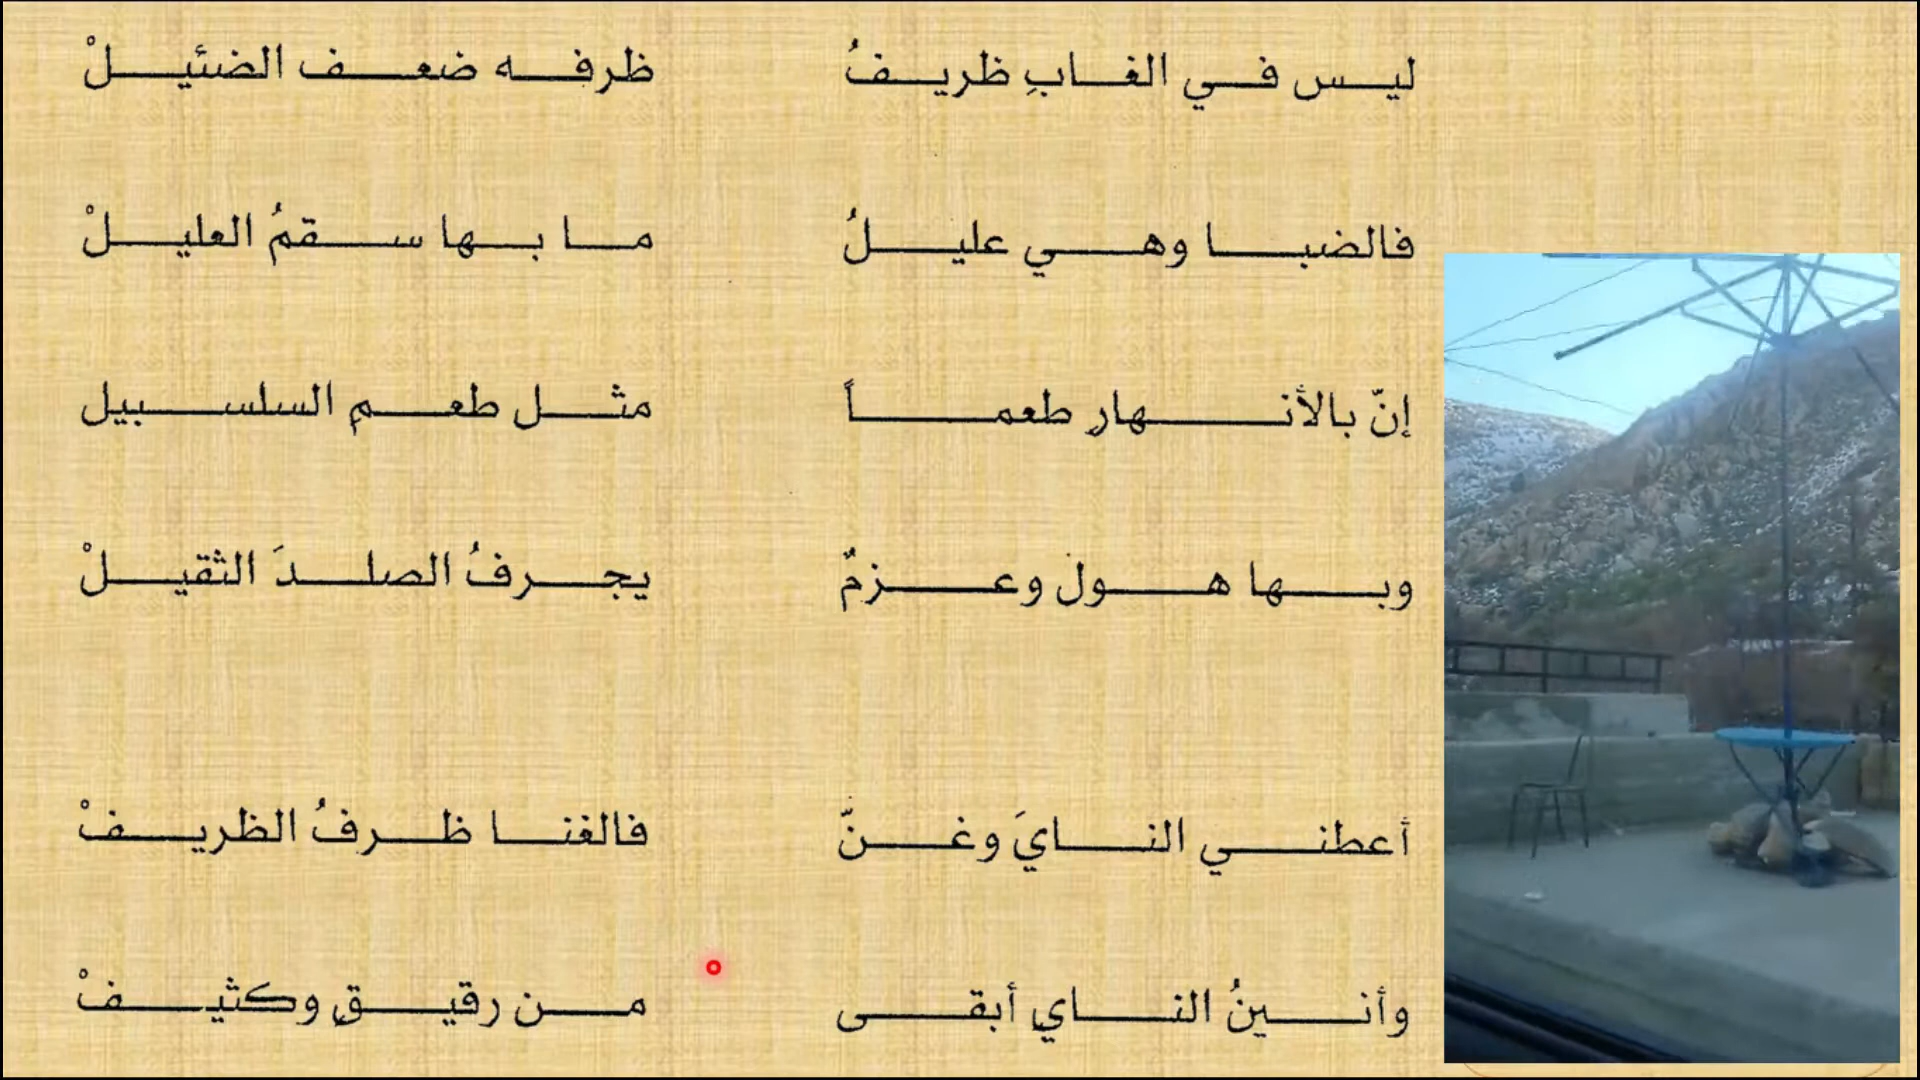 ليس في الغابِ ظريفُ ظرفه ضعف الضئيلْ
فالضبا وهي عليلُ ما بها سقمُ العليلْ
إنّ بالأنهارِ طعماً مثل طعمِ السلسبيل
وبها هول وعزمٌ يجرفُ الصلدَ الثقيلْ
أعطني النايَ وغنّ فالغنا ظرفُ الظريفْ
وأنينُ النايِ أبقى من رقيقٍ وكثيفْ